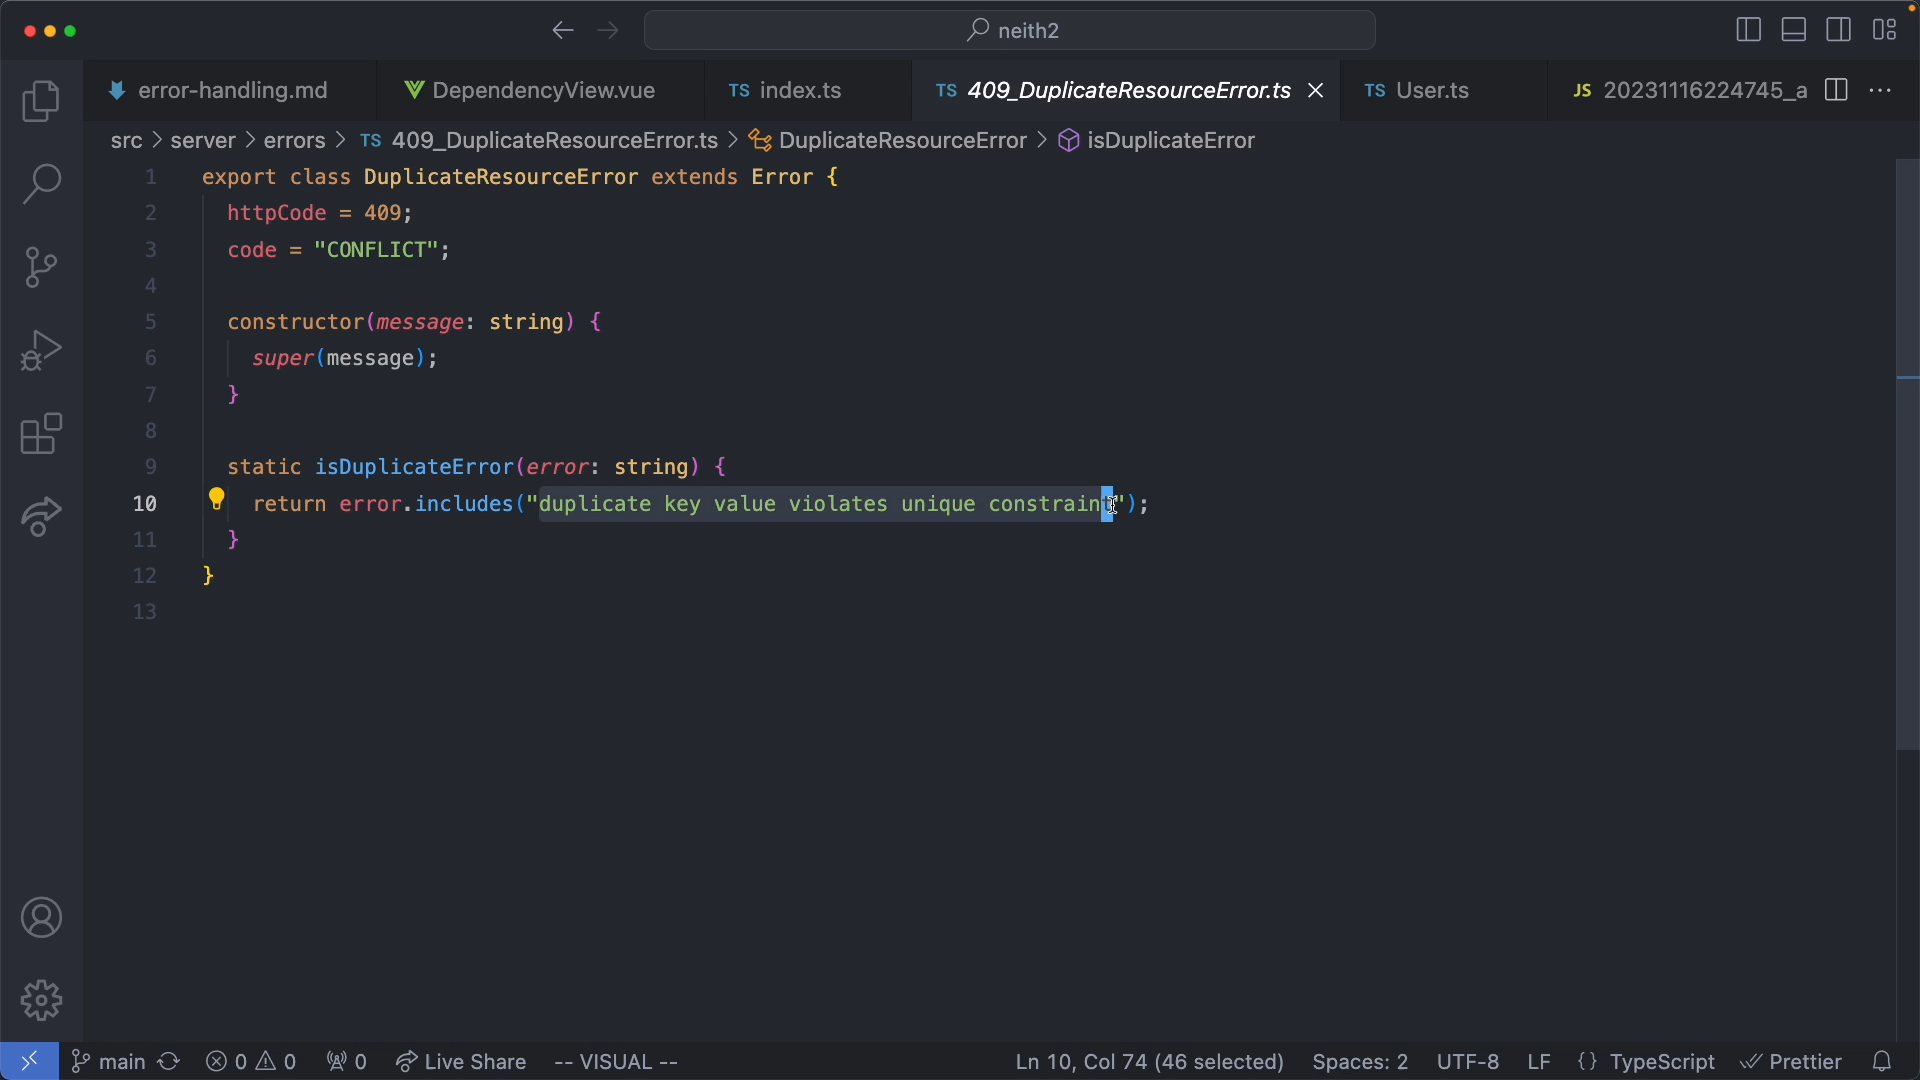 neith2
error-handling.md
DependencyView.vue
TS index.ts
TS 409_DuplicateResourceError.ts
TS User.ts
JS 20231116224745_a
src > server > errors > TS 409_DuplicateResourceError.ts > DuplicateResourceError > isDuplicateError
1 export class DuplicateResourceError extends Error {
2 httpCode = 409;
3 code = "CONFLICT";
4
5 constructor(message: string) {
6 super(message);
7 }
8
9 static isDuplicateError(error: string) {
10 return error.includes("duplicate key value violates unique constraint");
11 }
12 }
13
main 0 0 0 Live Share -- VISUAL -- Ln 10, Col 74 (46 selected) Spaces: 2 UTF-8 LF {} TypeScript Prettier